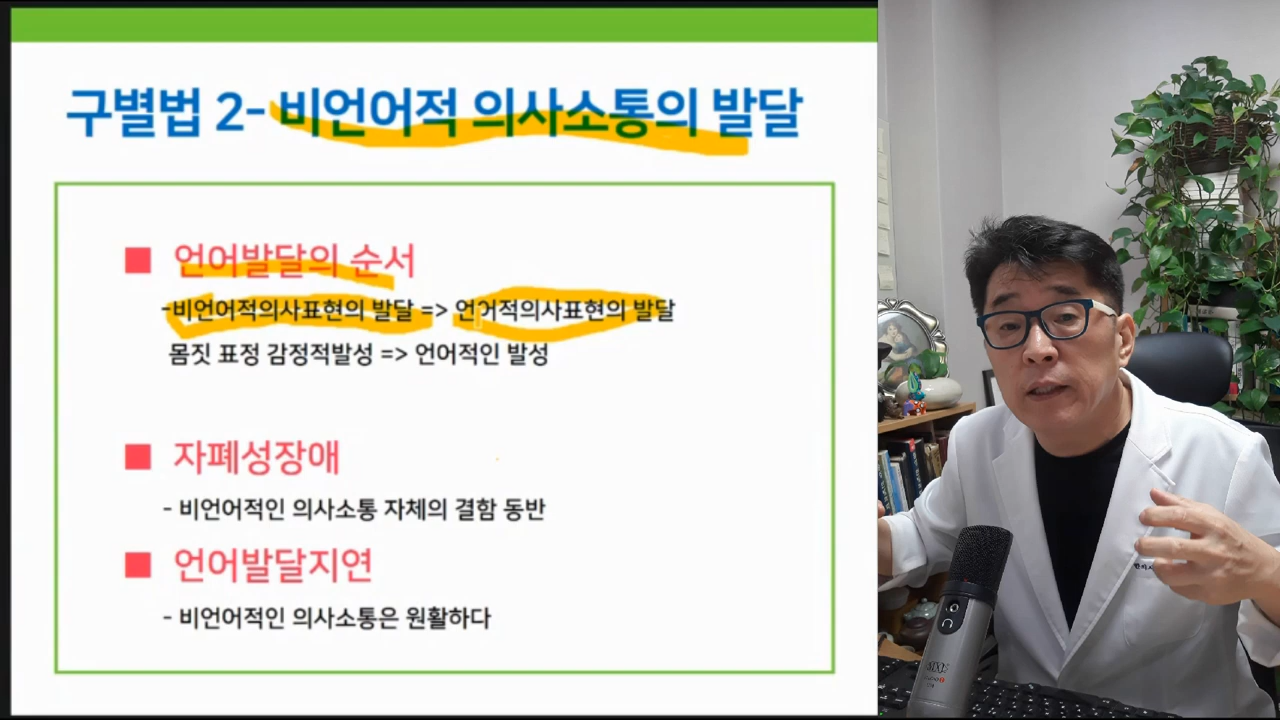 구별법 2- 비언어적 의사소통의 발달
■ 언어발달의 순서
-비언어적의사표현의 발달 => 언어적의사표현의 발달
몸짓 표정 감정적발성 => 언어적인 발성
■ 자폐성장애
- 비언어적인 의사소통 자체의 결함 동반
■ 언어발달지연
- 비언어적인 의사소통은 원활하다